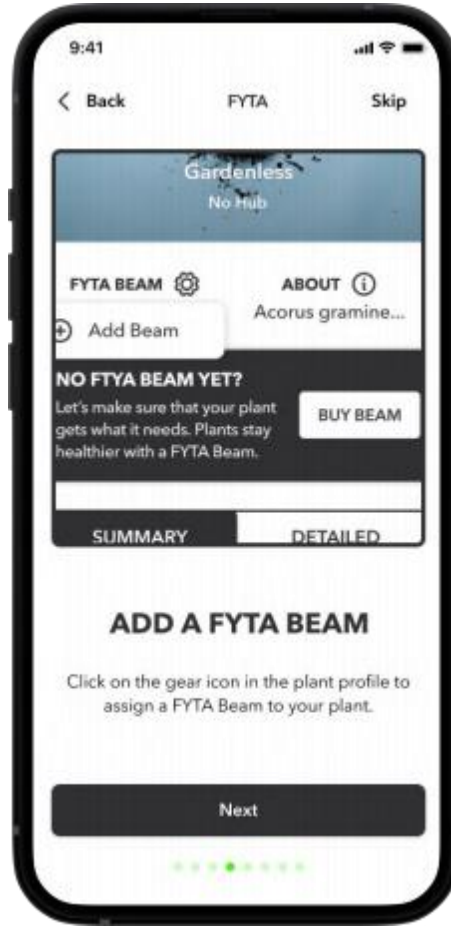 9:41
Back FYTA Skip
Gardenless
No Hub
FYTA BEAM ABOUT
Add Beam Acorus gramine...
NO FTYA BEAM YET?
Let's make sure that your plant
gets what it needs. Plants stay
healthier with a FYTA Beam.
BUY BEAM
SUMMARY DETAILED
ADD A FYTA BEAM
Click on the gear icon in the plant profile to
assign a FYTA Beam to your plant.
Next